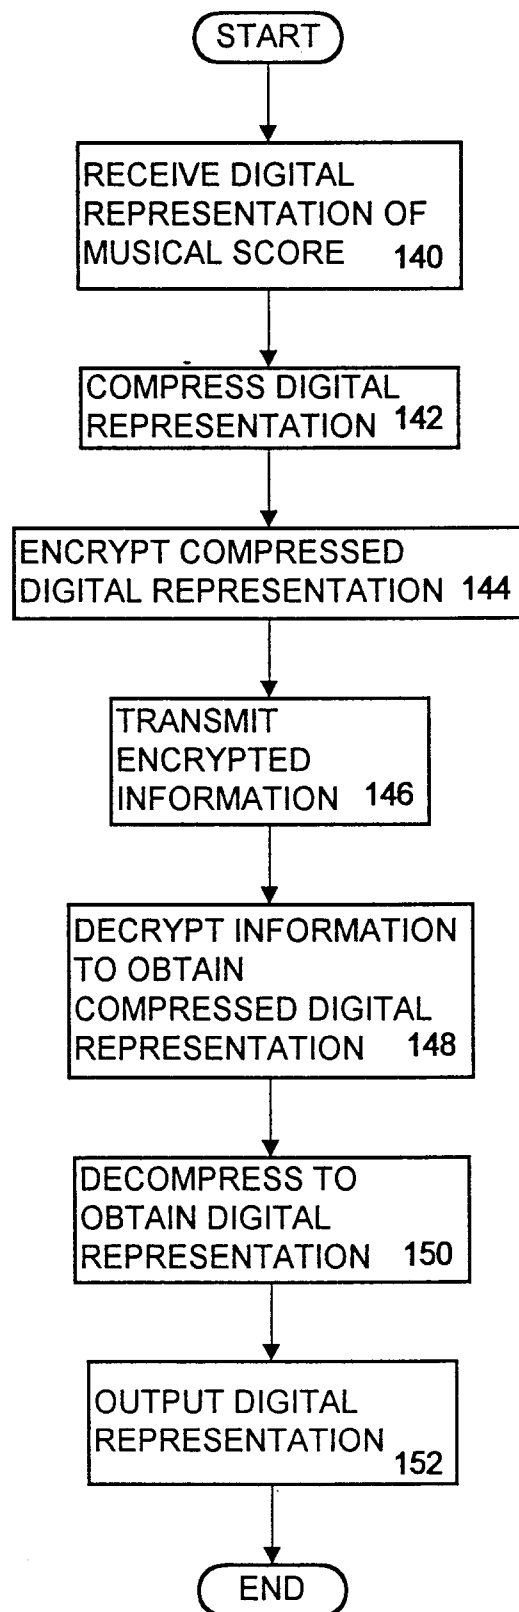 START
RECEIVE DIGITAL
REPRESENTATION OF
MUSICAL SCORE 140
COMPRESS DIGITAL
REPRESENTATION 142
ENCRYPT COMPRESSED
DIGITAL REPRESENTATION 144
TRANSMIT
ENCRYPTED
INFORMATION 146
DECRYPT INFORMATION
TO OBTAIN
COMPRESSED DIGITAL
REPRESENTATION 148
DECOMPRESS TO
OBTAIN DIGITAL
REPRESENTATION 150
OUTPUT DIGITAL
REPRESENTATION 152
END